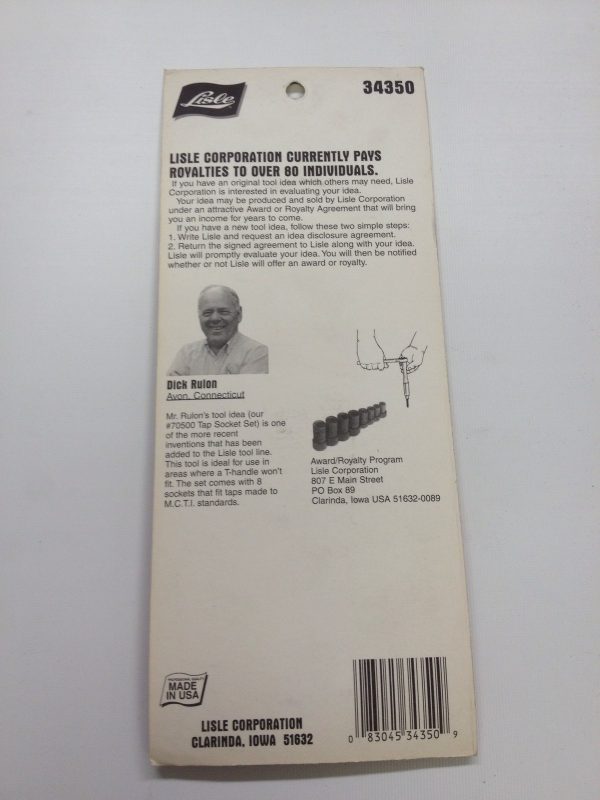 Lisle
34350
LISLE CORPORATION CURRENTLY PAYS
ROYALTIES TO OVER 80 INDIVIDUALS.
If you have an original tool idea which others may need, Lisle
Corporation is interested in evaluating your idea.
Your idea may be produced and sold by Lisle Corporation
under an attractive Award or Royalty Agreement that will bring
you an income for years to come.
If you have a new tool idea, follow these two simple steps:
1. Write Lisle and request an idea disclosure agreement.
2. Return the signed agreement to Lisle along with your idea.
Lisle will promptly evaluate your idea. You will then be notified
whether or not Lisle will offer an award or royalty.
Dick Rulon
Avon, Connecticut
Mr. Rulon's tool idea (our
#70500 Tap Socket Set) is one
of the more recent
inventions that has been
added to the Lisle tool line.
This tool is ideal for use in
areas where a T-handle won't
fit. The set comes with 8
sockets that fit taps made to
M.C.T.I. standards.
Award/Royalty Program
Lisle Corporation
807 E Main Street
PO Box 89
Clarinda, Iowa USA 51632-0089
PROFESSIONAL QUALITY
MADE
IN USA
LISLE CORPORATION
CLARINDA, IOWA 51632
0 83045 34350 9